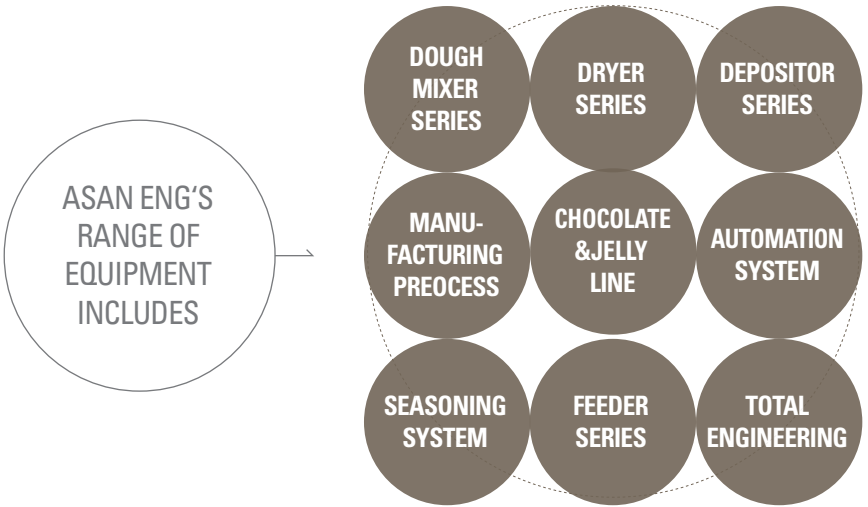 ASAN ENG'S
RANGE OF
EQUIPMENT
INCLUDES
DOUGH
MIXER
SERIES
DRYER
SERIES
DEPOSITOR
SERIES
MANU-
FACTURING
PREOCESS
CHOCOLATE
&JELLY
LINE
AUTOMATION
SYSTEM
SEASONING
SYSTEM
FEEDER
SERIES
TOTAL
ENGINEERING